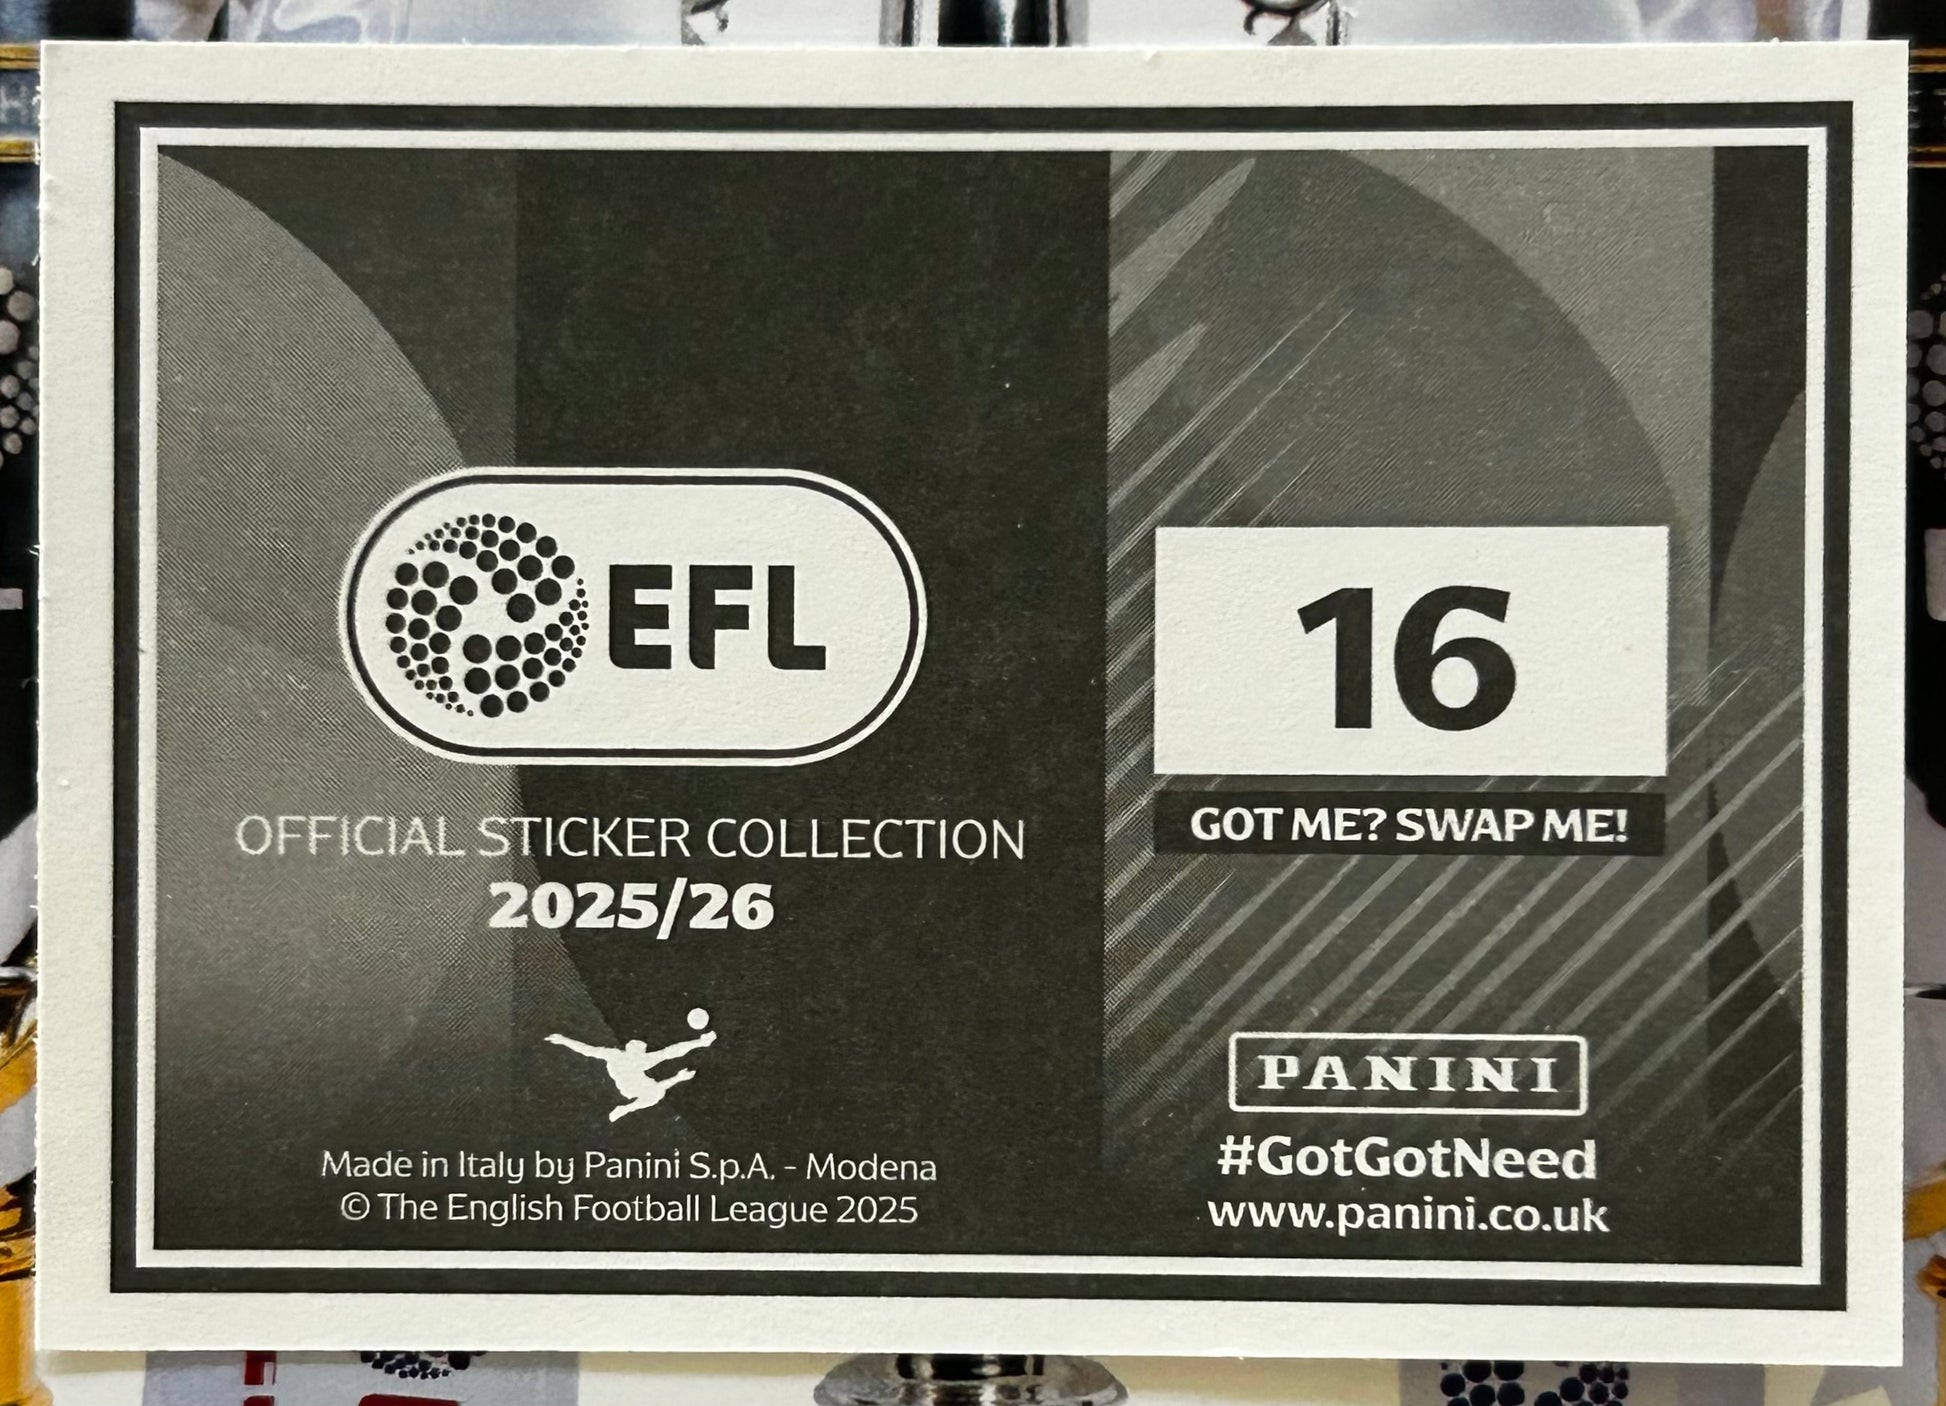 EFL
OFFICIAL STICKER COLLECTION
2025/26
Made in Italy by Panini S.p.A. - Modena
© The English Football League 2025
16
GOT ME? SWAP ME!
PANINI
#GotGotNeed
www.panini.co.uk